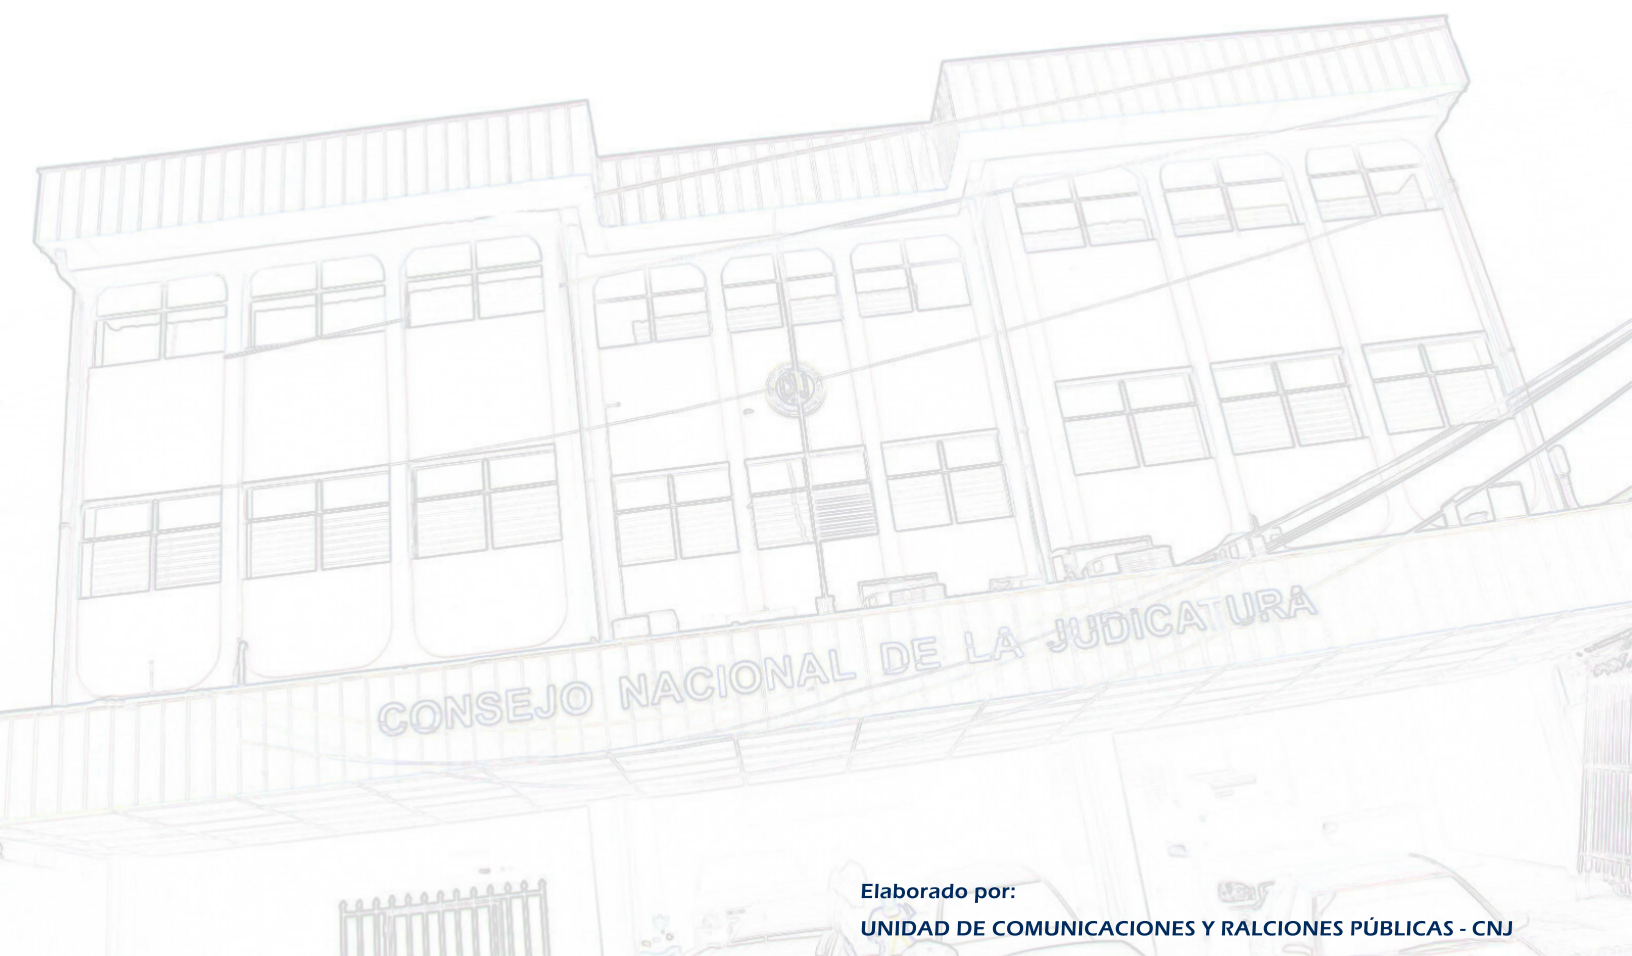 CONSEJO NACIONAL DE LA JUDICATURA
Elaborado por:
UNIDAD DE COMUNICACIONES Y RALCIONES PÚBLICAS - CNJ